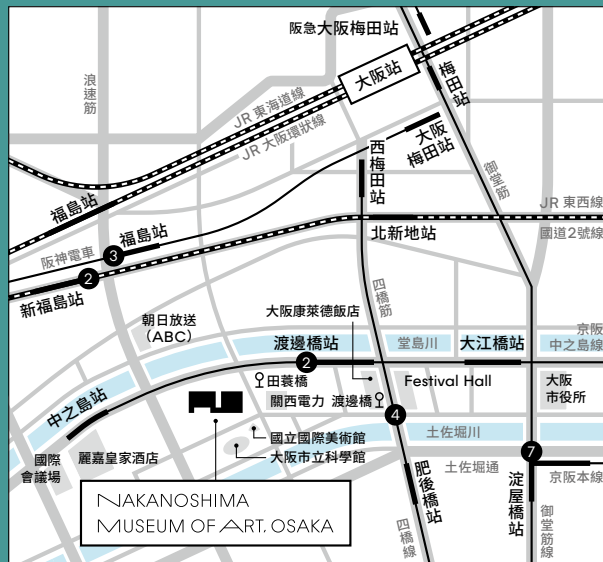 阪急大阪梅田站
浪速筋
大阪站
梅田站
JR 東海道線
JR 大阪環狀線
大阪
梅田站
西梅田站
御堂筋
福島站
JR 東西線
福島站
北新地站
國道2號線
阪神電車
3
2
新福島站
四橋筋
朝日放送
(ABC)
大阪康萊德飯店
渡邊橋站
堂島川
大江橋站
京阪
中之島線
2
田蓑橋
Festival Hall
大阪
市役所
中之島站
關西電力
渡邊橋
4
國立國際美術館
土佐堀川
大阪市立科學館
7
國際
會議場
麗嘉皇家酒店
肥後橋站
土佐堀通
淀屋橋站
京阪本線
NAKANOSHIMA
MUSEUM OF ART, OSAKA
四橋線
御堂筋線